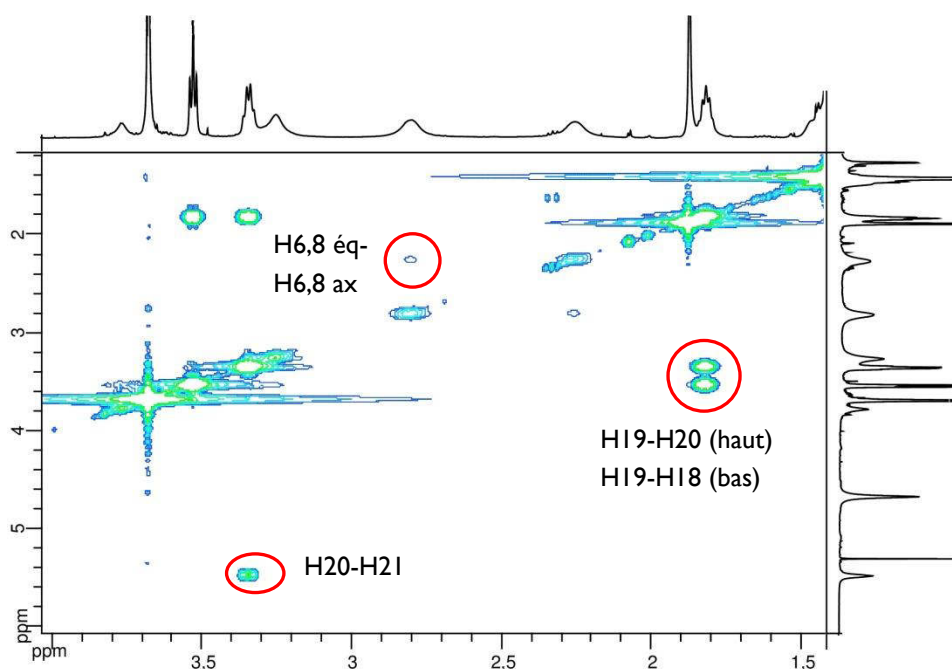 H6,8 éq-
H6,8 ax
2
3
4
H19-H20 (haut)
H19-H18 (bas)
5
H20-H21
ppm
ppm
3.5
3
2.5
2
1.5